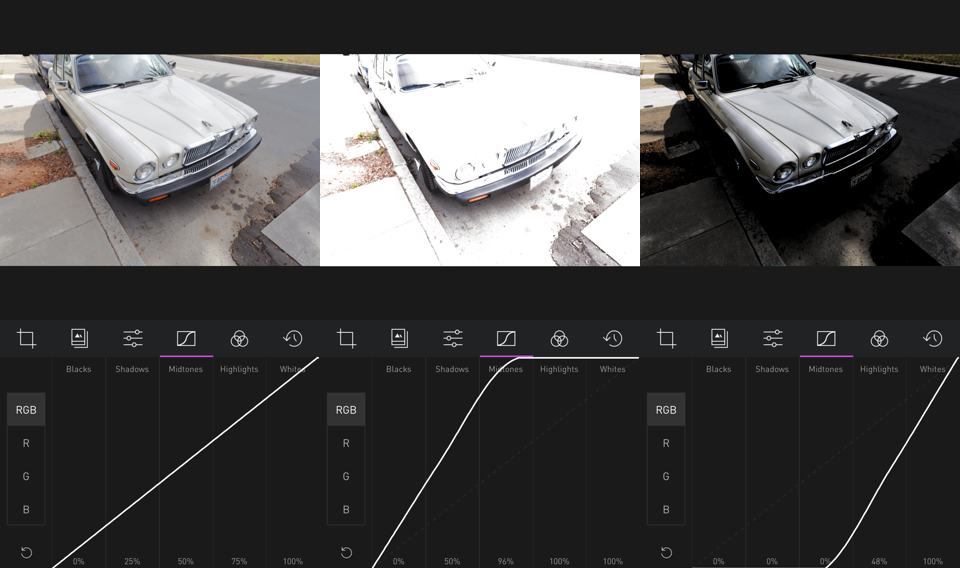 Blacks Shadows Midtones Highlights Whites Blacks Shadows Midtones Highlights Whites Blacks Shadows Midtones Highlights Whites
RGB RGB RGB
R R R
G G G
B B B
0% 25% 50% 75% 100% 0% 50% 96% 100% 100% 0% 0% 0% 48% 100%